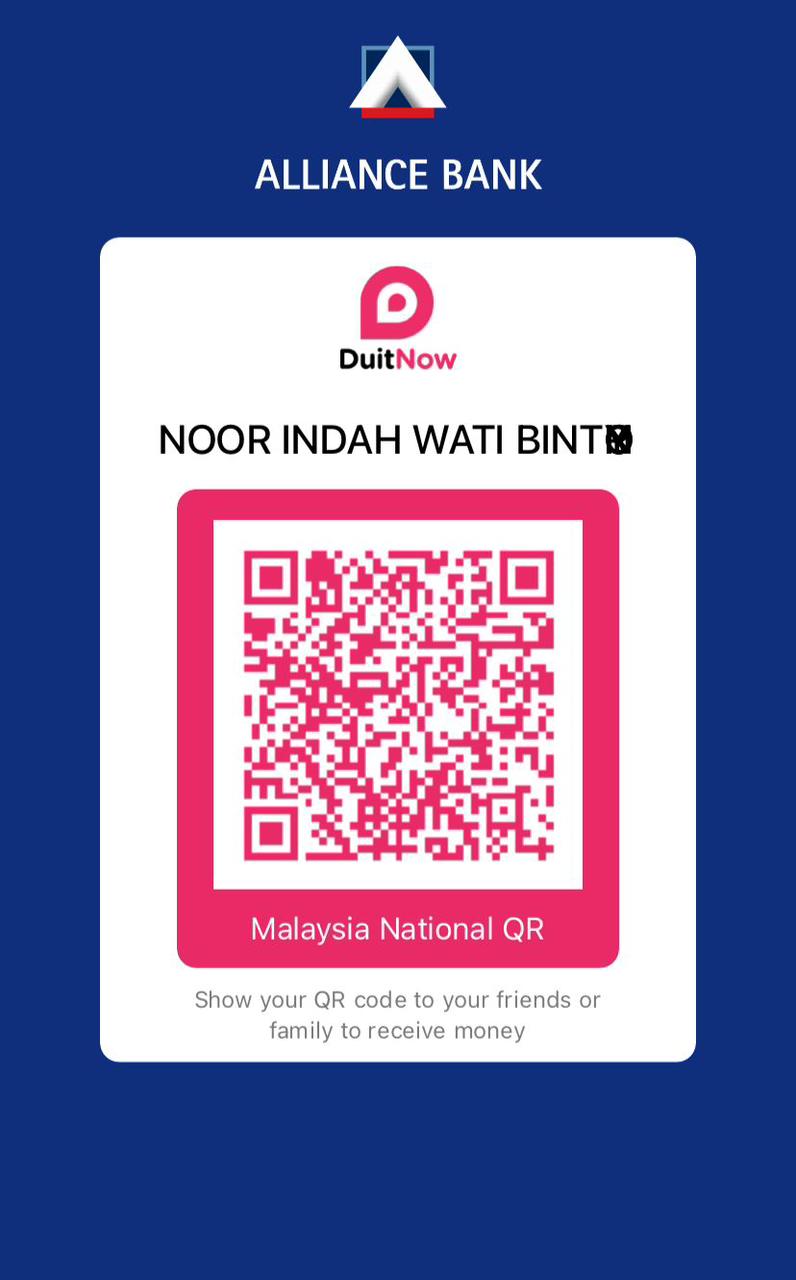 ALLIANCE BANK
DuitNow
NOOR INDAH WATI
Malaysia National QR
Show your QR code to your friends or
family to receive money